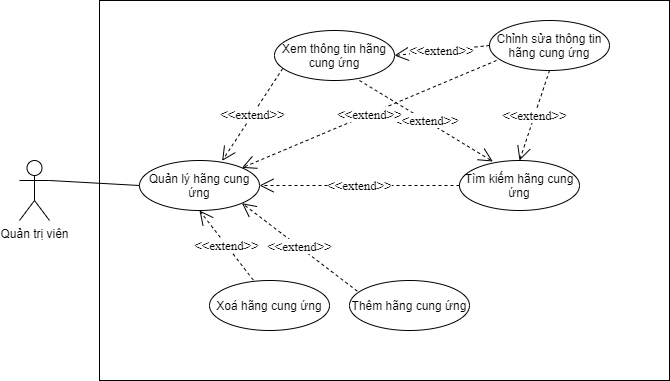 Xem thông tin hãng
cung ứng
Chỉnh sửa thông tin
hãng cung ứng
<<extend>>
<<extend>>
<<extend>>
<<extend>>
<<extend>>
Quản lý hãng cung
ứng
Tìm kiếm hãng cung
ứng
<<extend>>
Quản trị viên
<<extend>>
<<extend>>
Xoá hãng cung ứng
Thêm hãng cung ứng